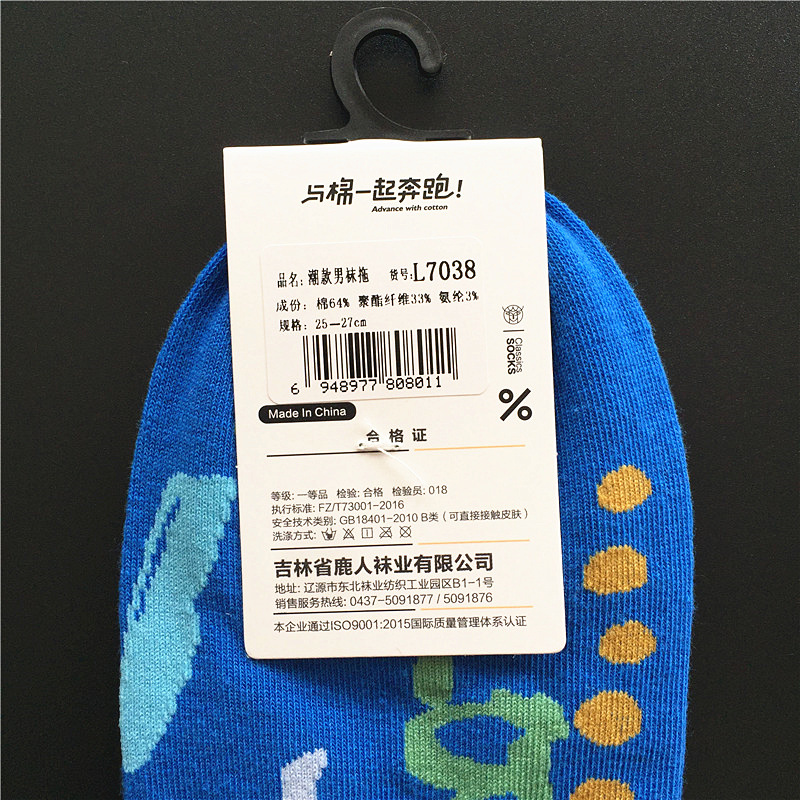 与棉一起奔跑!
Advance with cotton
品名: 潮款男袜拖 货号:L7038
成份: 棉64% 聚酯纤维33% 氨纶3%
规格: 25—27cm
6 948977 808011
Classics
SOCKS
%
Made In China
合格证
等级: 一等品 检验: 合格 检验员: 018
执行标准: FZ/T73001-2016
安全技术类别: GB18401-2010 B类 (可直接接触皮肤)
洗涤方式:
吉林省鹿人袜业有限公司
地址: 辽源市东北袜业纺织工业园区B1-1号
销售服务热线: 0437-5091877 / 5091876
本企业通过ISO9001:2015国际质量管理体系认证